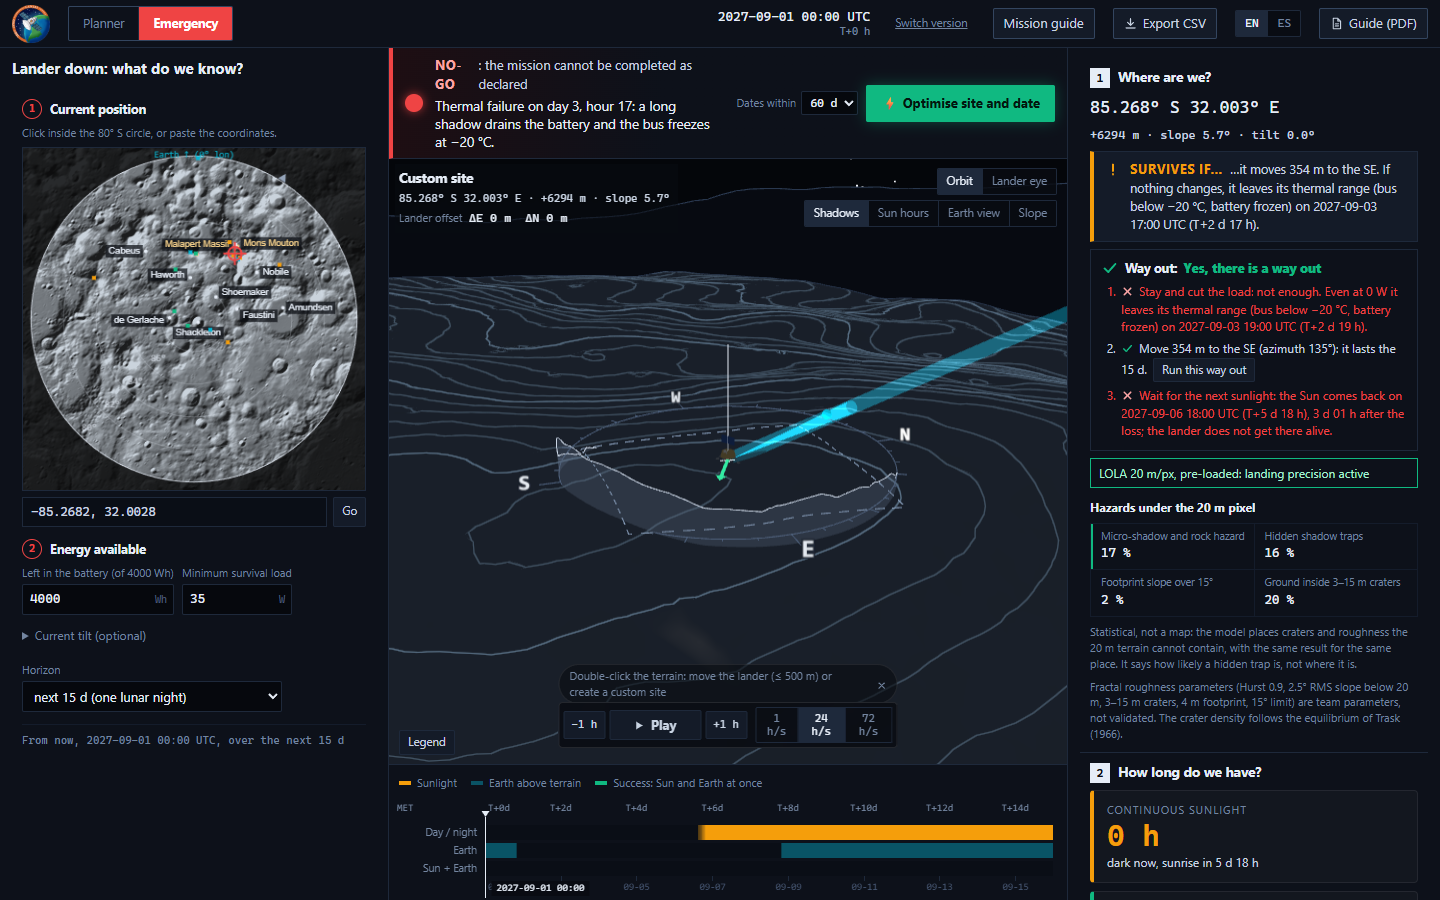 Planner
Emergency
2027-09-01 00:00 UTC
T+0 h
Switch version
Mission guide
Export CSV
EN
ES
Guide (PDF)
Lander down: what do we know?
1 Current position
Click inside the 80° S circle, or paste the coordinates.
Earth ↑ (0° lon)
Cabeus
Malapert Massif
Mons Mouton
Haworth
Nobile
Shoemaker
Amundsen
de Gerlache
Faustini
Shackleton
−85.2682, 32.0028
Go
2 Energy available
Left in the battery (of 4000 Wh)
Minimum survival load
4000 Wh
35 W
Current tilt (optional)
Horizon
next 15 d (one lunar night)
From now, 2027-09-01 00:00 UTC, over the next 15 d
NO-GO : the mission cannot be completed as declared
Thermal failure on day 3, hour 17: a long
shadow drains the battery and the bus freezes
at −20 °C.
Dates within
60 d
Optimise site and date
Custom site
85.268° S 32.003° E · +6294 m · slope 5.7°
Lander offset ΔE 0 m ΔN 0 m
Orbit
Lander eye
Shadows
Sun hours
Earth view
Slope
W
N
S
E
Double-click the terrain: move the lander (≤ 500 m) or
create a custom site
×
−1 h
Play
+1 h
1 h/s
24 h/s
72 h/s
Legend
Sunlight
Earth above terrain
Success: Sun and Earth at once
MET
T+0d
T+2d
T+4d
T+6d
T+8d
T+10d
T+12d
T+14d
Day / night
Earth
Sun + Earth
2027-09-01 00:00
09-05
09-07
09-09
09-11
09-13
09-15
1 Where are we?
85.268° S 32.003° E
+6294 m · slope 5.7° · tilt 0.0°
! SURVIVES IF... ...it moves 354 m to the SE. If
nothing changes, it leaves its thermal range (bus
below −20 °C, battery frozen) on 2027-09-03
17:00 UTC (T+2 d 17 h).
Way out: Yes, there is a way out
1. ✕ Stay and cut the load: not enough. Even at 0 W it
leaves its thermal range (bus below −20 °C, battery
frozen) on 2027-09-03 19:00 UTC (T+2 d 19 h).
2. ✓ Move 354 m to the SE (azimuth 135°): it lasts the
15 d. Run this way out
3. ✕ Wait for the next sunlight: the Sun comes back on
2027-09-06 18:00 UTC (T+5 d 18 h), 3 d 01 h after the
loss; the lander does not get there alive.
LOLA 20 m/px, pre-loaded: landing precision active
Hazards under the 20 m pixel
Micro-shadow and rock hazard
17 %
Hidden shadow traps
16 %
Footprint slope over 15°
2 %
Ground inside 3–15 m craters
20 %
Statistical, not a map: the model places craters and roughness the
20 m terrain cannot contain, with the same result for the same
place. It says how likely a hidden trap is, not where it is.
Fractal roughness parameters (Hurst 0.9, 2.5° RMS slope below 20
m, 3–15 m craters, 4 m footprint, 15° limit) are team parameters,
not validated. The crater density follows the equilibrium of Trask
(1966).
2 How long do we have?
CONTINUOUS SUNLIGHT
0 h
dark now, sunrise in 5 d 18 h